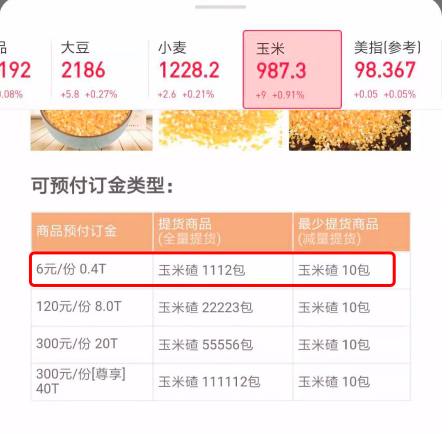 品 大豆 小麦 玉米 美指(参考)
192 2186 1228.2 987.3 98.367
0.08% +5.8 +0.27% +2.6 +0.21% +9 +0.91% +0.05 +0.05%
可预付订金类型：
商品预付订金 提货商品 最少提货商品
(全量提货) (减量提货)
6元/份 0.4T 玉米碴 1112包 玉米碴 10包
120元/份 8.0T 玉米碴 22223包 玉米碴 10包
300元/份 20T 玉米碴 55556包 玉米碴 10包
300元/份[尊享] 玉米碴 111112包 玉米碴 10包
40T